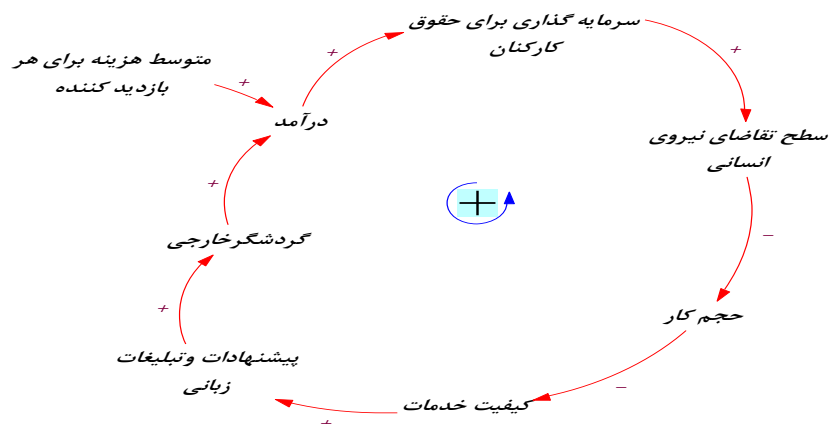 سرمایه گذاری برای حقوق
کارکنان
+
+
متوسط هزینه برای هر
بازدید کننده
+
درآمد
سطح تقاضای نیروی
انسانی
+
+
گردشگرخارجی
–
+
حجم کار
پیشنهادات وتبلیغات
زبانی
–
کیفیت خدمات
+